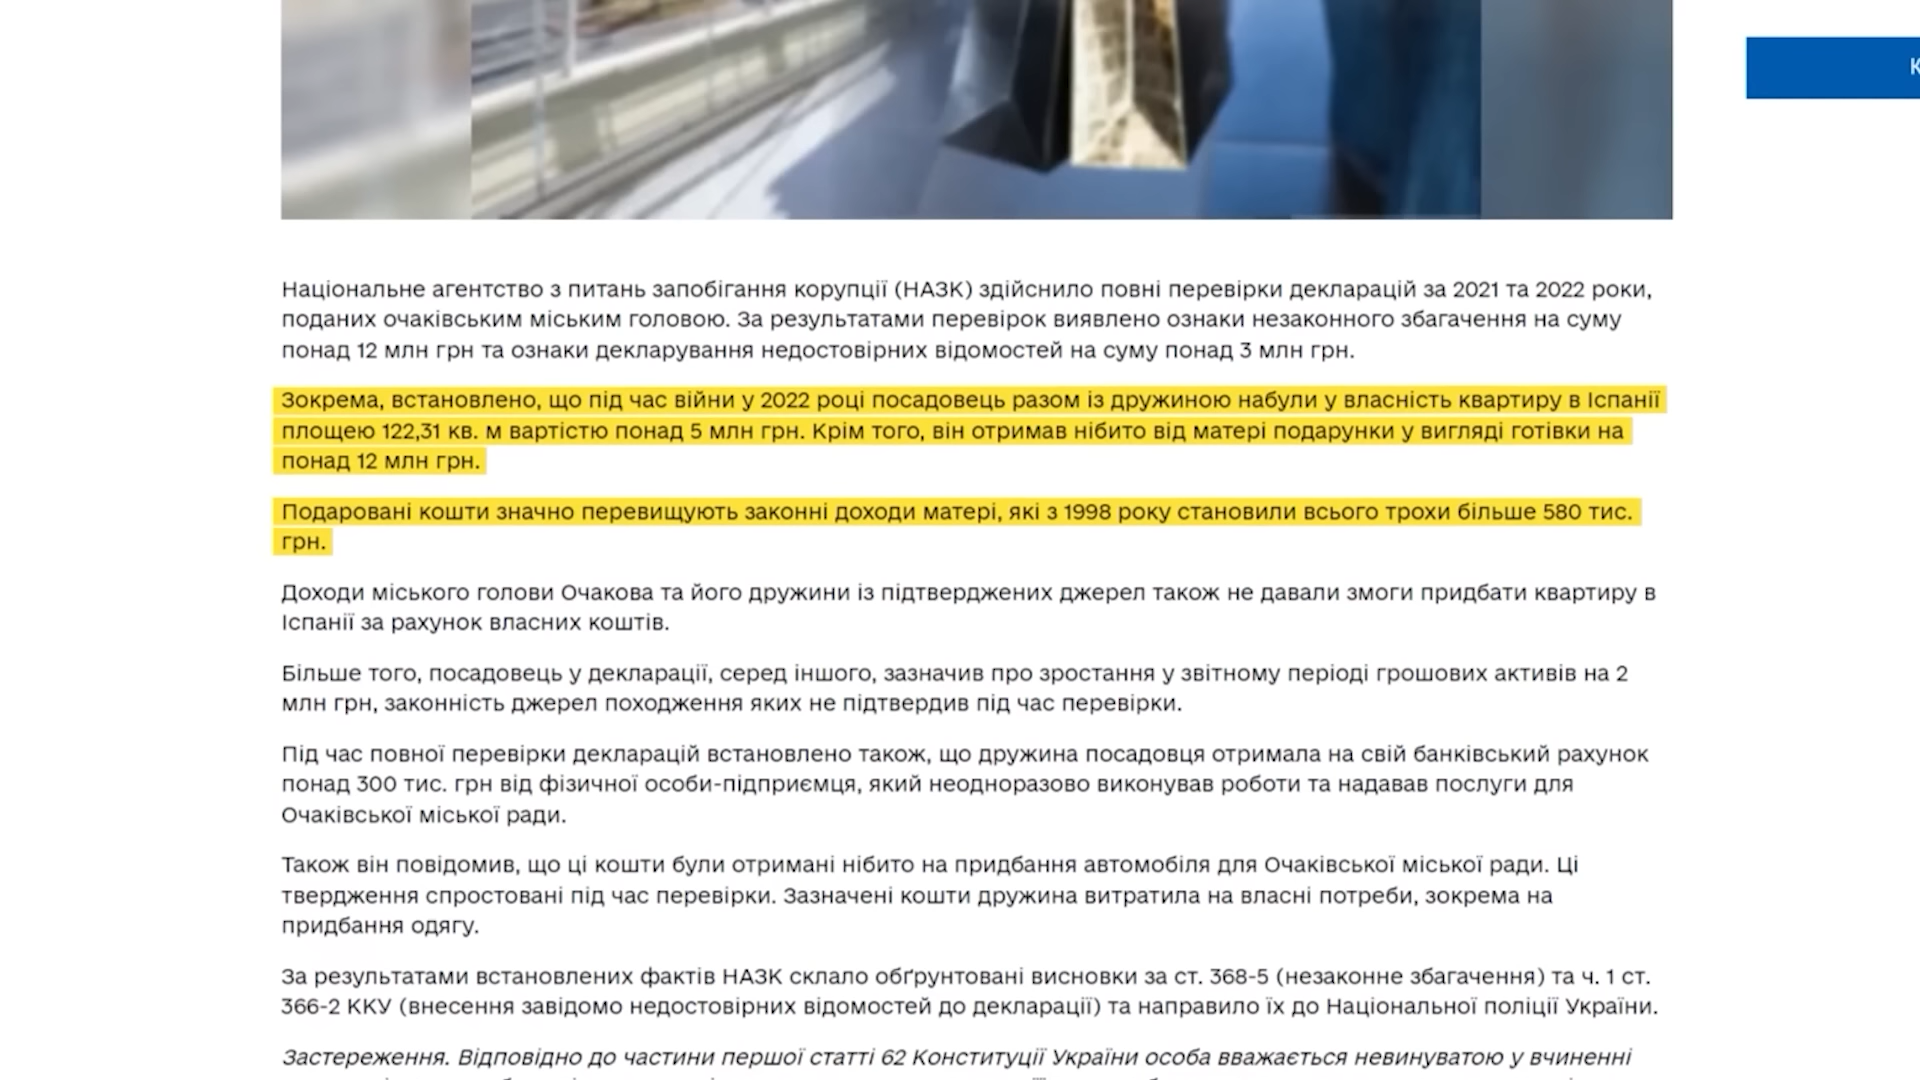 К
Національне агентство з питань запобігання корупції (НАЗК) здійснило повні перевірки декларацій за 2021 та 2022 роки,
поданих очаківським міським головою. За результатами перевірок виявлено ознаки незаконного збагачення на суму
понад 12 млн грн та ознаки декларування недостовірних відомостей на суму понад 3 млн грн.
Зокрема, встановлено, що під час війни у 2022 році посадовець разом із дружиною набули у власність квартиру в Іспанії
площею 122,31 кв. м вартістю понад 5 млн грн. Крім того, він отримав нібито від матері подарунки у вигляді готівки на
понад 12 млн грн.
Подаровані кошти значно перевищують законні доходи матері, які з 1998 року становили всього трохи більше 580 тис.
грн.
Доходи міського голови Очакова та його дружини із підтверджених джерел також не давали змоги придбати квартиру в
Іспанії за рахунок власних коштів.
Більше того, посадовець у декларації, серед іншого, зазначив про зростання у звітному періоді грошових активів на 2
млн грн, законність джерел походження яких не підтвердив під час перевірки.
Під час повної перевірки декларацій встановлено також, що дружина посадовця отримала на свій банківський рахунок
понад 300 тис. грн від фізичної особи-підприємця, який неодноразово виконував роботи та надавав послуги для
Очаківської міської ради.
Також він повідомив, що ці кошти були отримані нібито на придбання автомобіля для Очаківської міської ради. Ці
твердження спростовані під час перевірки. Зазначені кошти дружина витратила на власні потреби, зокрема на
придбання одягу.
За результатами встановлених фактів НАЗК склало обґрунтовані висновки за ст. 368-5 (незаконне збагачення) та ч. 1 ст.
366-2 ККУ (внесення завідомо недостовірних відомостей до декларації) та направило їх до Національної поліції України.
Застереження. Відповідно до частини першої статті 62 Конституції України особа вважається невинуватою у вчиненні